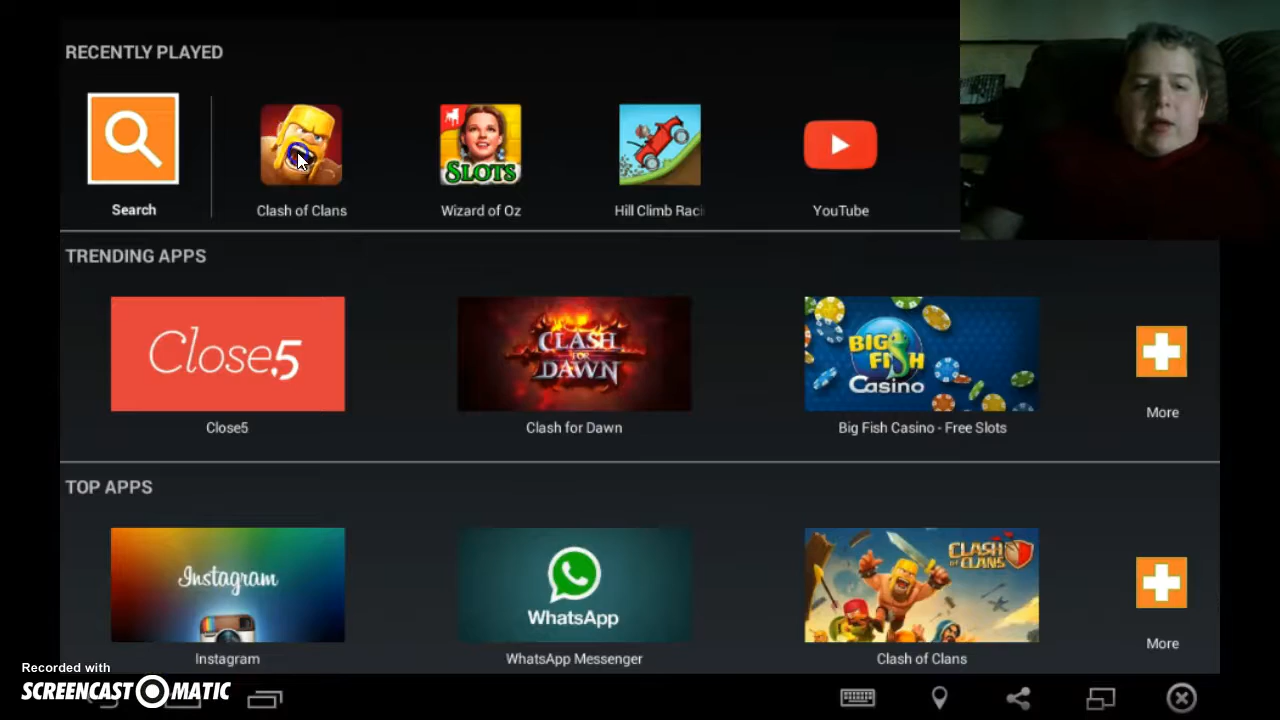 RECENTLY PLAYED
SLOTS
Search
Clash of Clans
Wizard of Oz
Hill Climb Raci
YouTube
TRENDING APPS
Close5
CLASH
FOR
DAWN
BIG
FISH
Casino
More
Close5
Clash for Dawn
Big Fish Casino - Free Slots
TOP APPS
Instagram
WhatsApp
CLASH
OF CLANS
More
Instagram
WhatsApp Messenger
Clash of Clans
Recorded with
SCREENCAST-O-MATIC